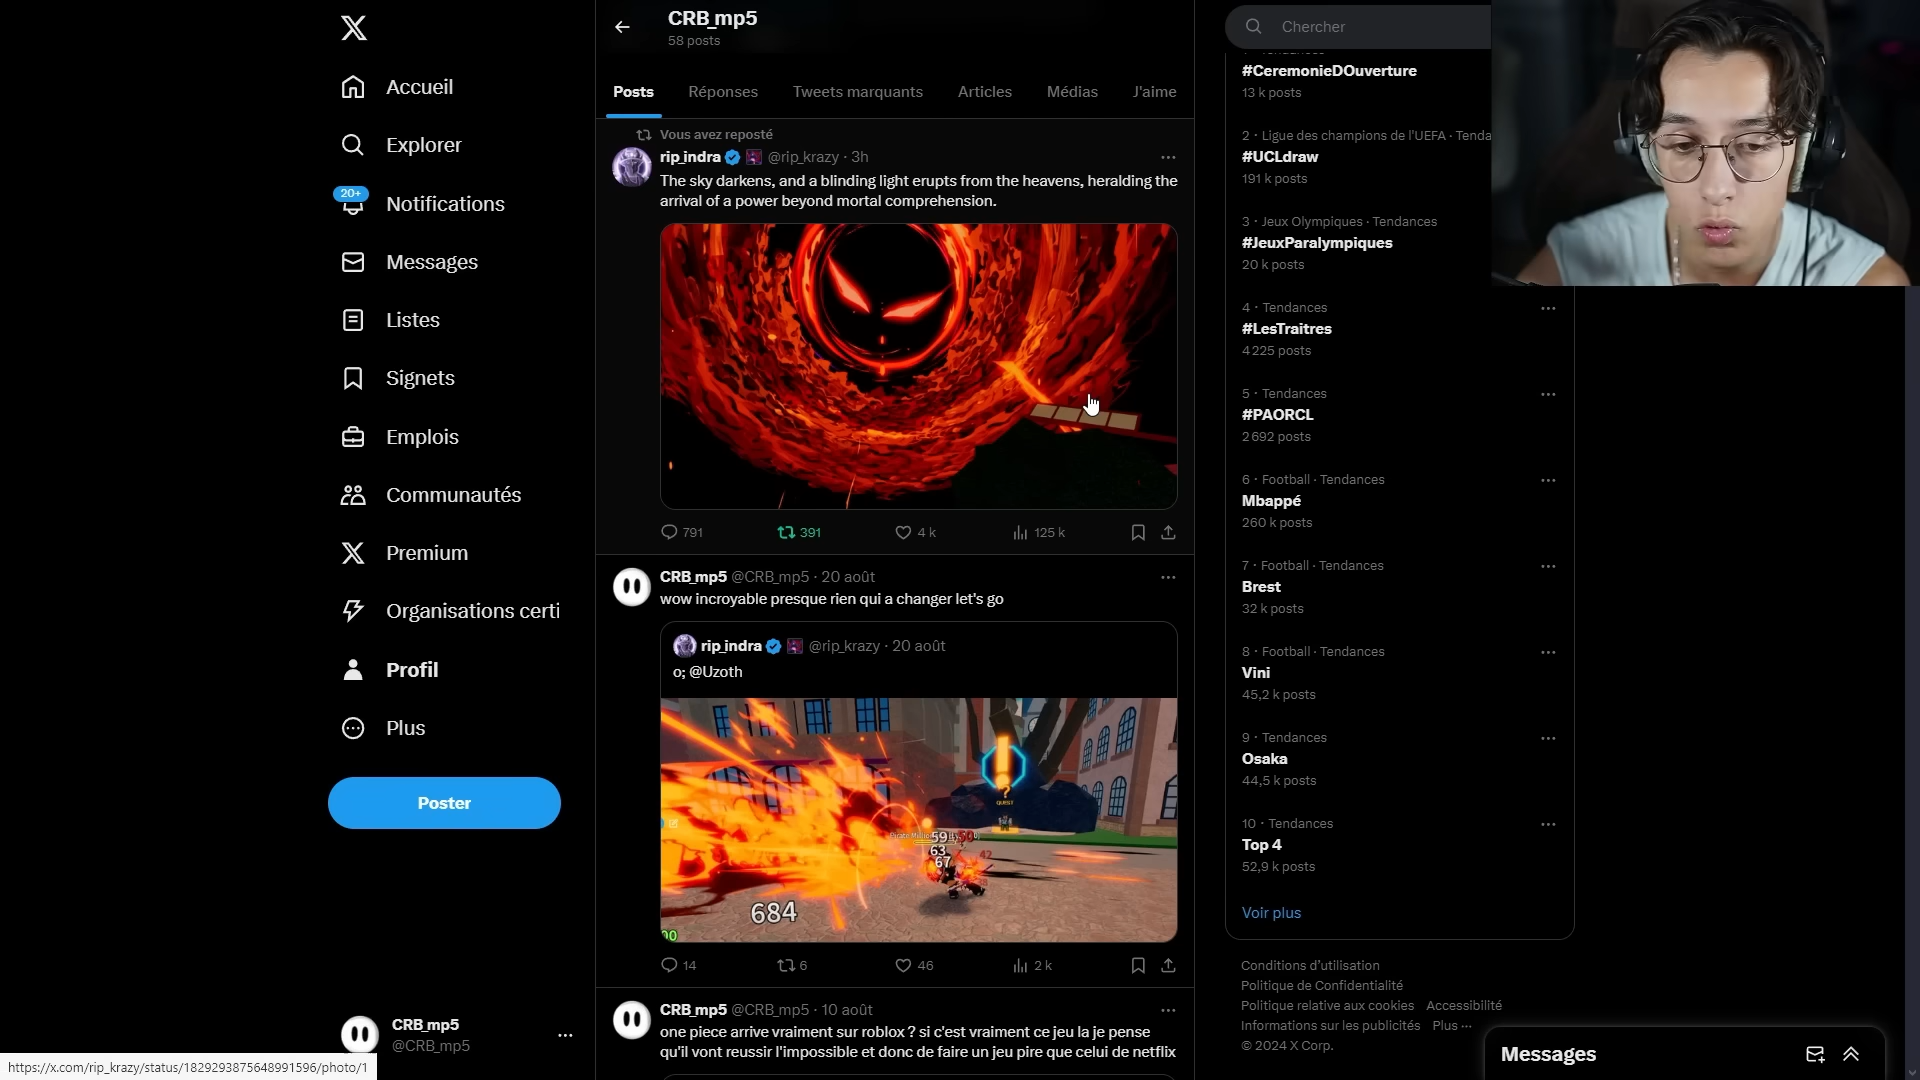 Accueil
Explorer
20+
Notifications
Messages
Listes
Signets
Emplois
Communautés
Premium
Organisations certi
Profil
Plus
Poster
CRB_mp5
@CRB_mp5
https://x.com/rip_krazy/status/1829293875648991596/photo/1
CRB_mp5
58 posts
Posts
Réponses
Tweets marquants
Articles
Médias
J'aime
Vous avez reposté
rip_indra @rip_krazy · 3h
The sky darkens, and a blinding light erupts from the heavens, heralding the
arrival of a power beyond mortal comprehension.
791
391
4 k
125 k
CRB_mp5 @CRB_mp5 · 20 août
wow incroyable presque rien qui a changer let's go
rip_indra @rip_krazy · 20 août
o; @Uzoth
QUEST
59
63
67
42
684
14
6
46
2 k
CRB_mp5 @CRB_mp5 · 10 août
one piece arrive vraiment sur roblox ? si c'est vraiment ce jeu la je pense
qu'il vont reussir l'impossible et donc de faire un jeu pire que celui de netflix
Chercher
#CeremonieDOuverture
13 k posts
2 · Ligue des champions de l'UEFA · Tenda
#UCLdraw
191 k posts
3 · Jeux Olympiques · Tendances
#JeuxParalympiques
20 k posts
4 · Tendances
#LesTraitres
4 225 posts
5 · Tendances
#PAORCL
2 692 posts
6 · Football · Tendances
Mbappé
260 k posts
7 · Football · Tendances
Brest
32 k posts
8 · Football · Tendances
Vini
45,2 k posts
9 · Tendances
Osaka
44,5 k posts
10 · Tendances
Top 4
52,9 k posts
Voir plus
Conditions d'utilisation
Politique de Confidentialité
Politique relative aux cookies Accessibilité
Informations sur les publicités Plus ···
© 2024 X Corp.
Messages